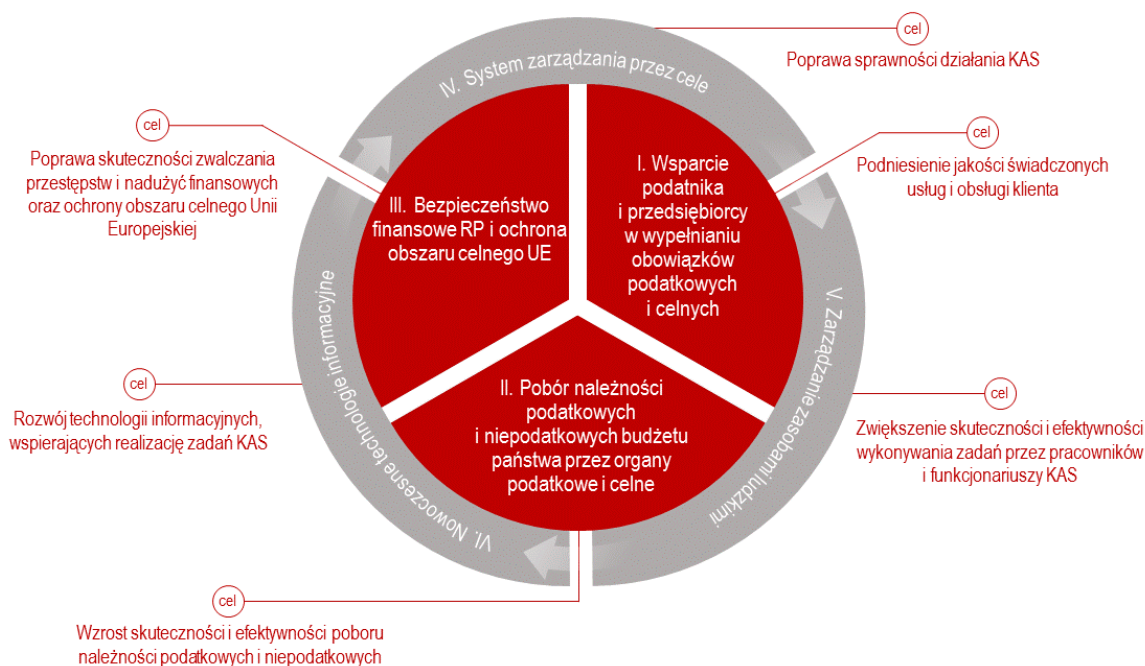 cel
Poprawa sprawności działania KAS
IV. System zarządzania przez cele
cel
Poprawa skuteczności zwalczania
przestępstw i nadużyć finansowych
oraz ochrony obszaru celnego Unii
Europejskiej
cel
Podniesienie jakości świadczonych
usług i obsługi klienta
III. Bezpieczeństwo
finansowe RP i ochrona
obszaru celnego UE
I. Wsparcie
podatnika
i przedsiębiorcy
w wypełnianiu
obowiązków
podatkowych
i celnych
V. Zarządzanie zasobami ludzkimi
VI. Nowoczesne technologie informacyjne
cel
Rozwój technologii informacyjnych,
wspierających realizację zadań KAS
II. Pobór należności
podatkowych
i niepodatkowych budżetu
państwa przez organy
podatkowe i celne
cel
Zwiększenie skuteczności i efektywności
wykonywania zadań przez pracowników
i funkcjonariuszy KAS
cel
Wzrost skuteczności i efektywności poboru
należności podatkowych i niepodatkowych